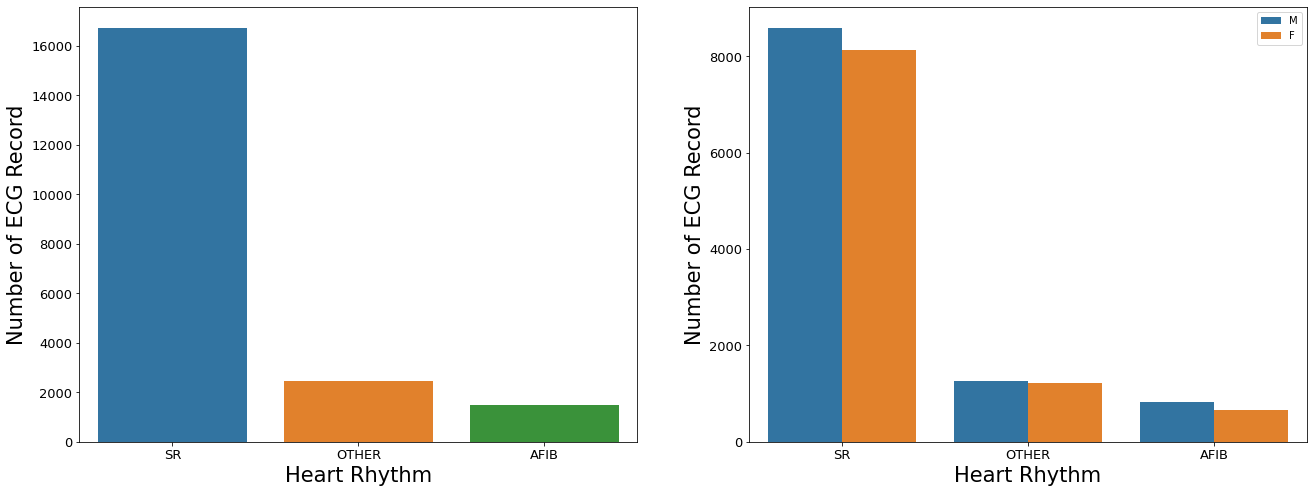 Number of ECG Record
16000
14000
12000
10000
8000
6000
4000
2000
0
SR OTHER AFIB
Heart Rhythm
Number of ECG Record
8000
6000
4000
2000
0
M
F
SR OTHER AFIB
Heart Rhythm